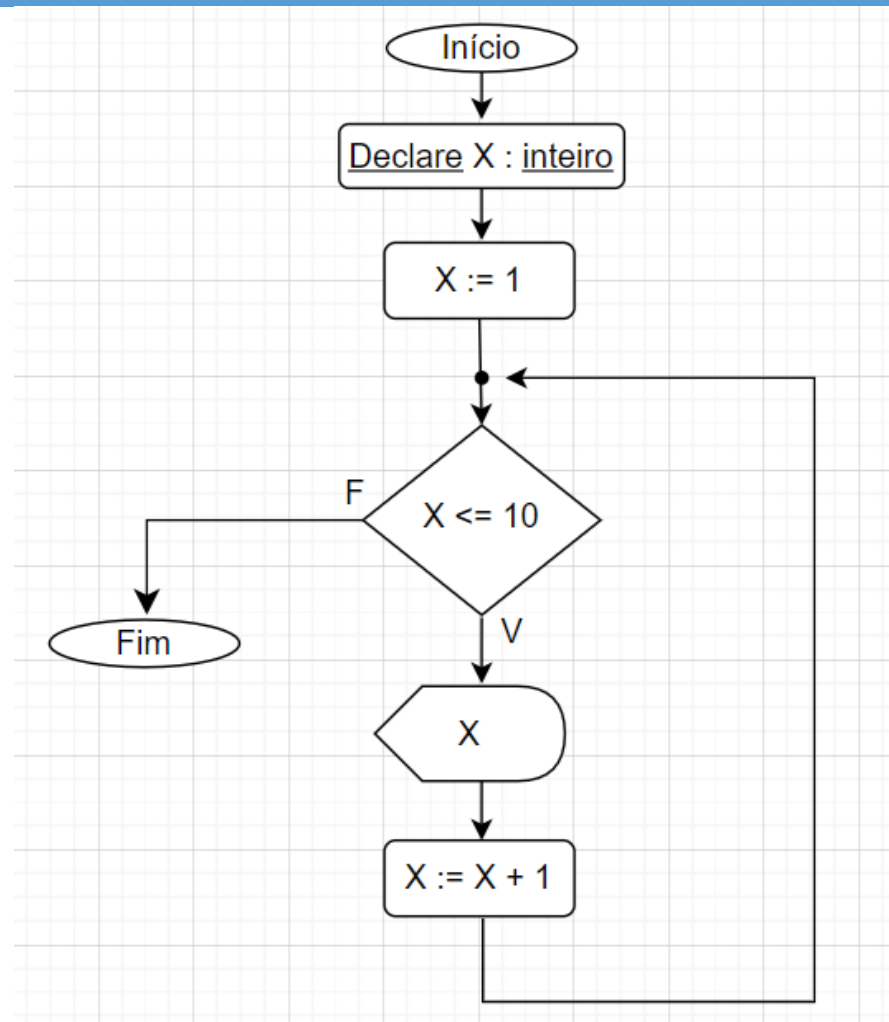 Início
Declare X : inteiro
X := 1
X <= 10
F
V
Fim
X
X := X + 1